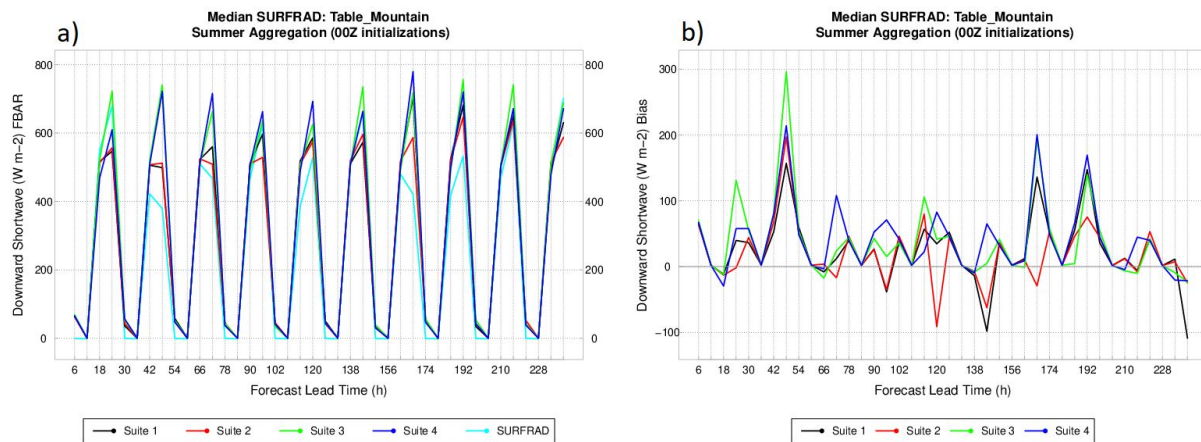 a)
Median SURFRAD: Table_Mountain
Summer Aggregation (00Z initializations)
Downward Shortwave (W m−2) FBAR
800
600
400
200
0
800
600
400
200
0
6 18 30 42 54 66 78 90 102 120 138 156 174 192 210 228
Forecast Lead Time (h)
Suite 1 Suite 2 Suite 3 Suite 4 SURFRAD
b)
Median SURFRAD: Table_Mountain
Summer Aggregation (00Z initializations)
Downward Shortwave (W m−2) Bias
300
200
100
0
−100
6 18 30 42 54 66 78 90 102 120 138 156 174 192 210 228
Forecast Lead Time (h)
Suite 1 Suite 2 Suite 3 Suite 4